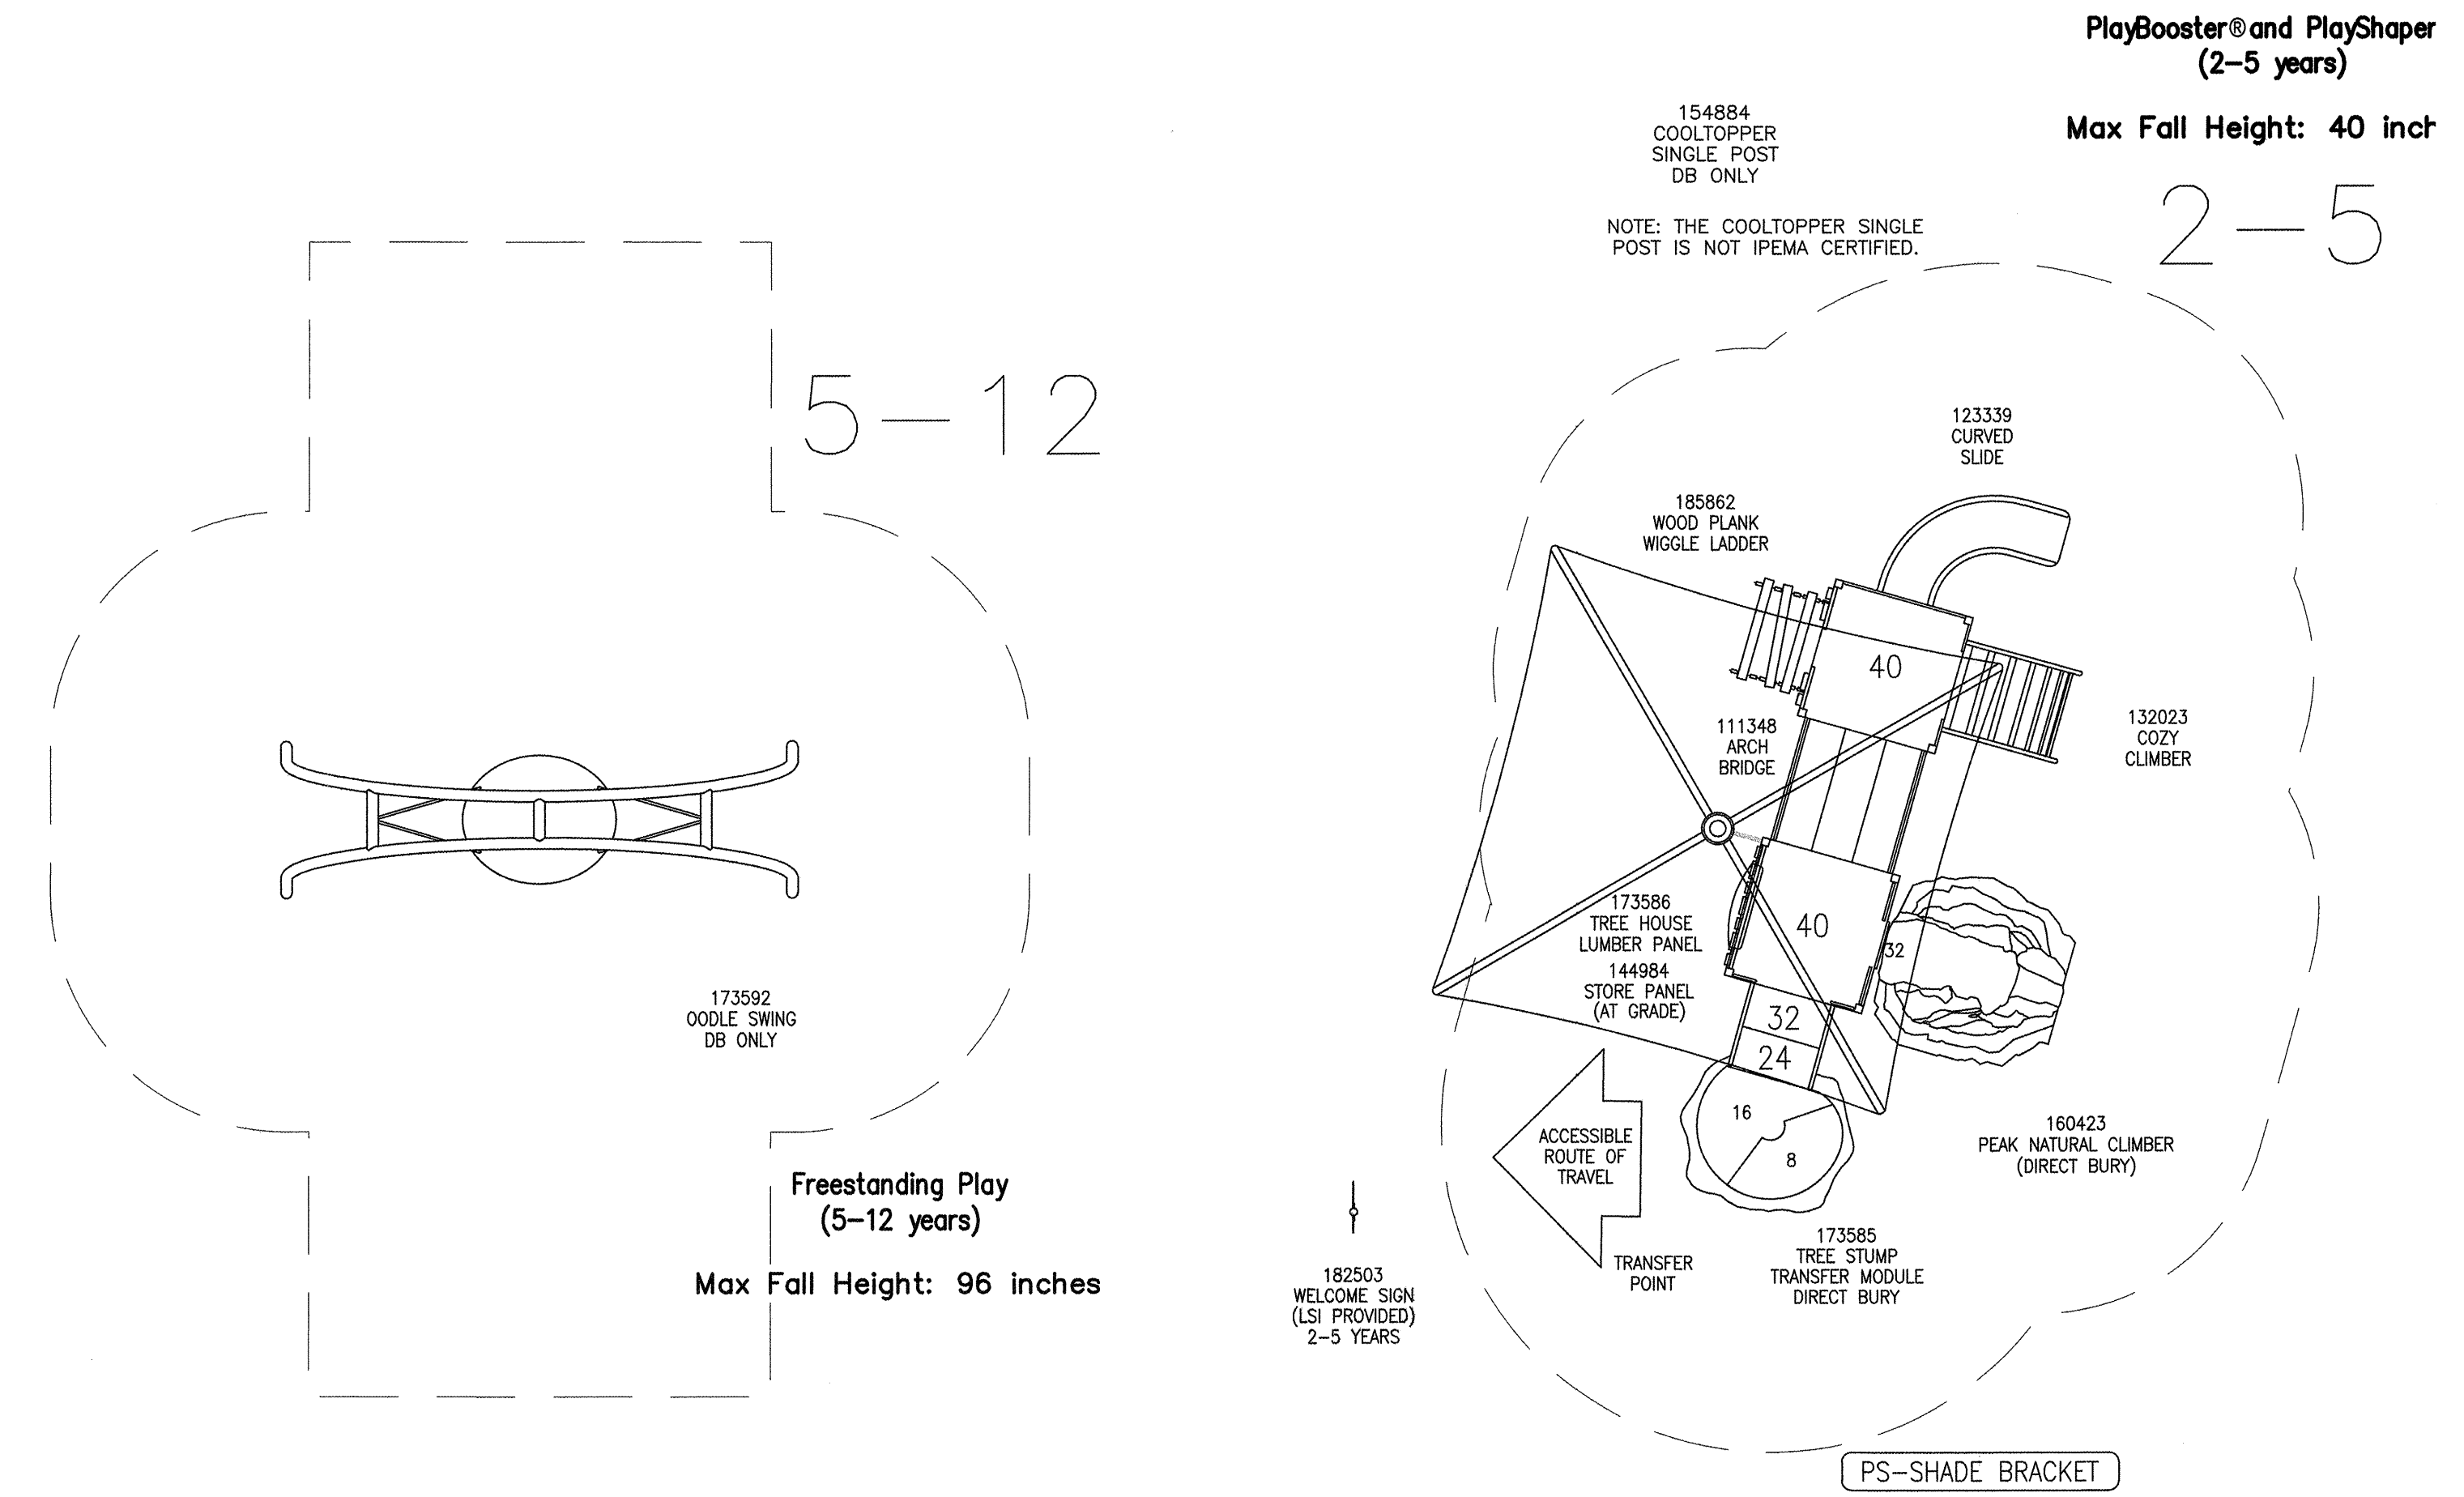 PlayBooster® and PlayShaper
(2-5 years)
Max Fall Height: 40 inch
2-5
154884
COOLTOPPER
SINGLE POST
DB ONLY
NOTE: THE COOLTOPPER SINGLE
POST IS NOT IPEMA CERTIFIED.
5-12
123339
CURVED
SLIDE
185862
WOOD PLANK
WIGGLE LADDER
40
111348
ARCH
BRIDGE
132023
COZY
CLIMBER
173586
TREE HOUSE
LUMBER PANEL
40
32
144984
STORE PANEL
(AT GRADE)
32
24
173592
OODLE SWING
DB ONLY
16
8
ACCESSIBLE
ROUTE OF
TRAVEL
160423
PEAK NATURAL CLIMBER
(DIRECT BURY)
Freestanding Play
(5-12 years)
Max Fall Height: 96 inches
182503
WELCOME SIGN
(LSI PROVIDED)
2-5 YEARS
TRANSFER
POINT
173585
TREE STUMP
TRANSFER MODULE
DIRECT BURY
PS-SHADE BRACKET